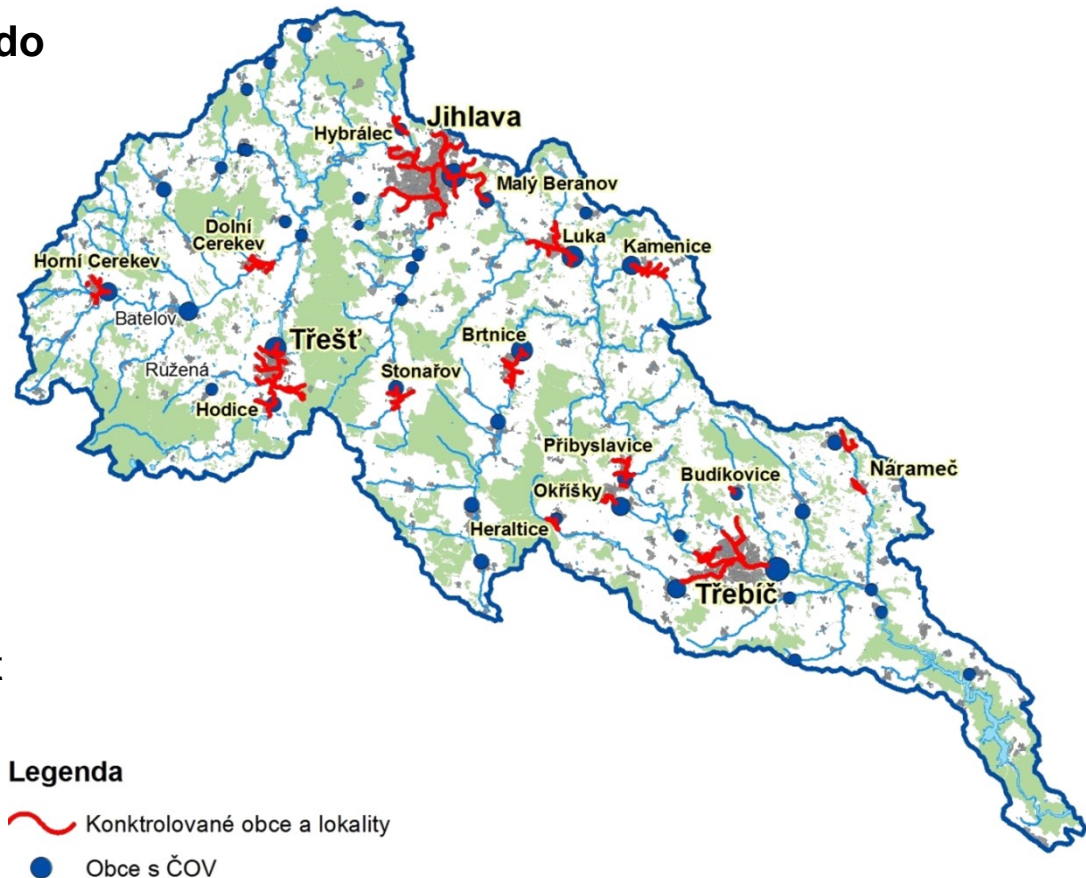 do
Jihlava
Hybrálec
Malý Beranov
Dolní
Cerekev
Luka
Kamenice
Horní Cerekev
Batelov
Třešť
Brtnice
Růžená
Stonařov
Hodice
Přibyslavice
Budíkovice
Nárameč
Okříšky
Heraltice
Třebíč
Legenda
Konktrolované obce a lokality
Obce s ČOV